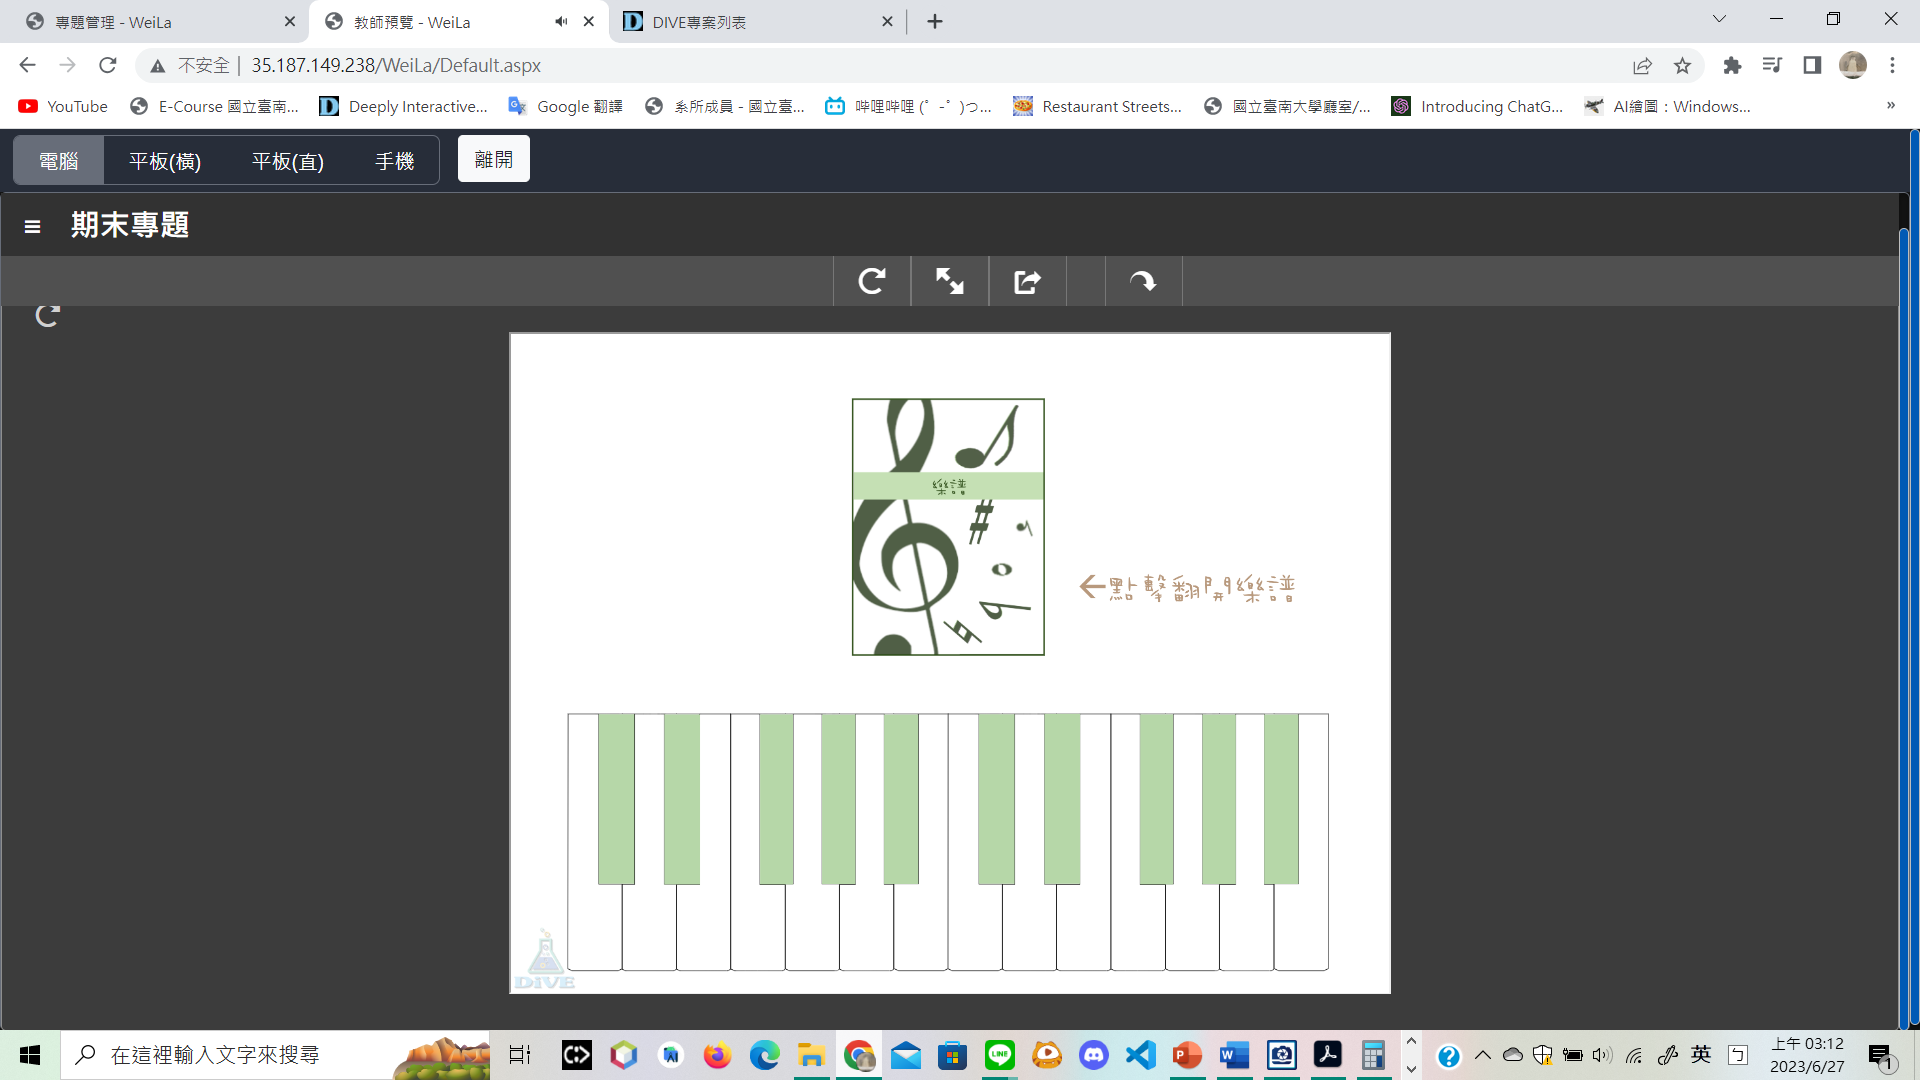 專題管理 - WeiLa
教師預覽 - WeiLa
DIVE專案列表
不安全
35.187.149.238/WeiLa/Default.aspx
YouTube
E-Course 國立臺南...
Deeply Interactive...
Google 翻譯
系所成員 - 國立臺...
哔哩哔哩 (゜-゜)つ...
Restaurant Streets...
國立臺南大學廳室/...
Introducing ChatG...
AI繪圖：Windows...
»
電腦
平板(橫)
平板(直)
手機
離開
期末專題
樂譜
←點擊翻開樂譜
DiVE
在這裡輸入文字來搜尋
英
ㄅ
上午 03:12
2023/6/27
1